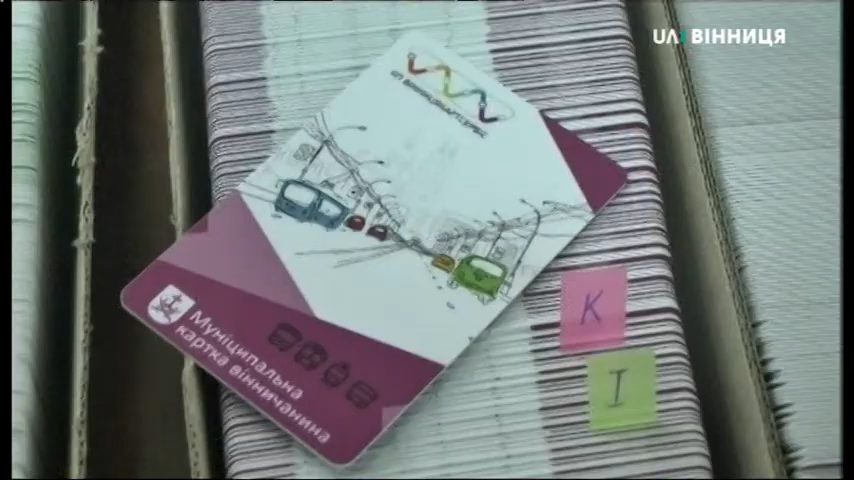 UA: ВІННИЦЯ
Муніципальна
картка вінничанина
К
І